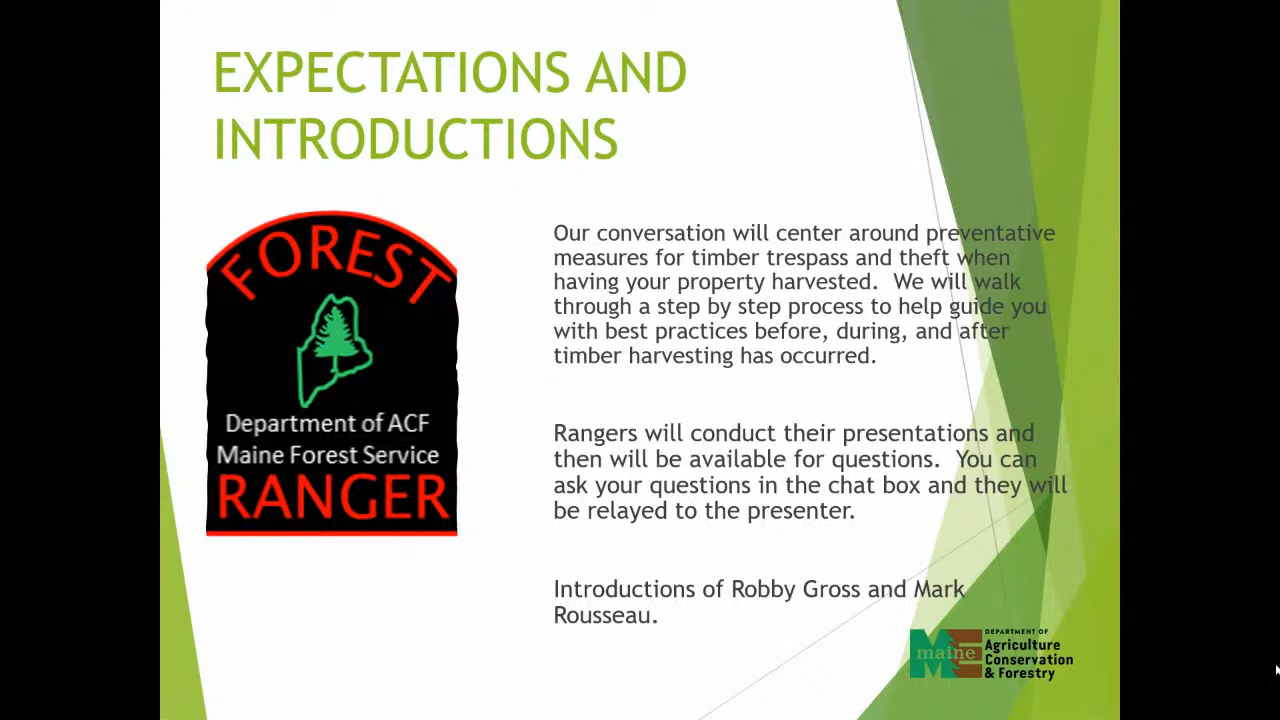 EXPECTATIONS AND
INTRODUCTIONS
FOREST
Department of ACF
Maine Forest Service
RANGER
Our conversation will center around preventative
measures for timber trespass and theft when
having your property harvested.  We will walk
through a step by step process to help guide you
with best practices before, during, and after
timber harvesting has occurred.
Rangers will conduct their presentations and
then will be available for questions.  You can
ask your questions in the chat box and they will
be relayed to the presenter.
Introductions of Robby Gross and Mark
Rousseau.
ME
maine
DEPARTMENT OF
Agriculture
Conservation
& Forestry